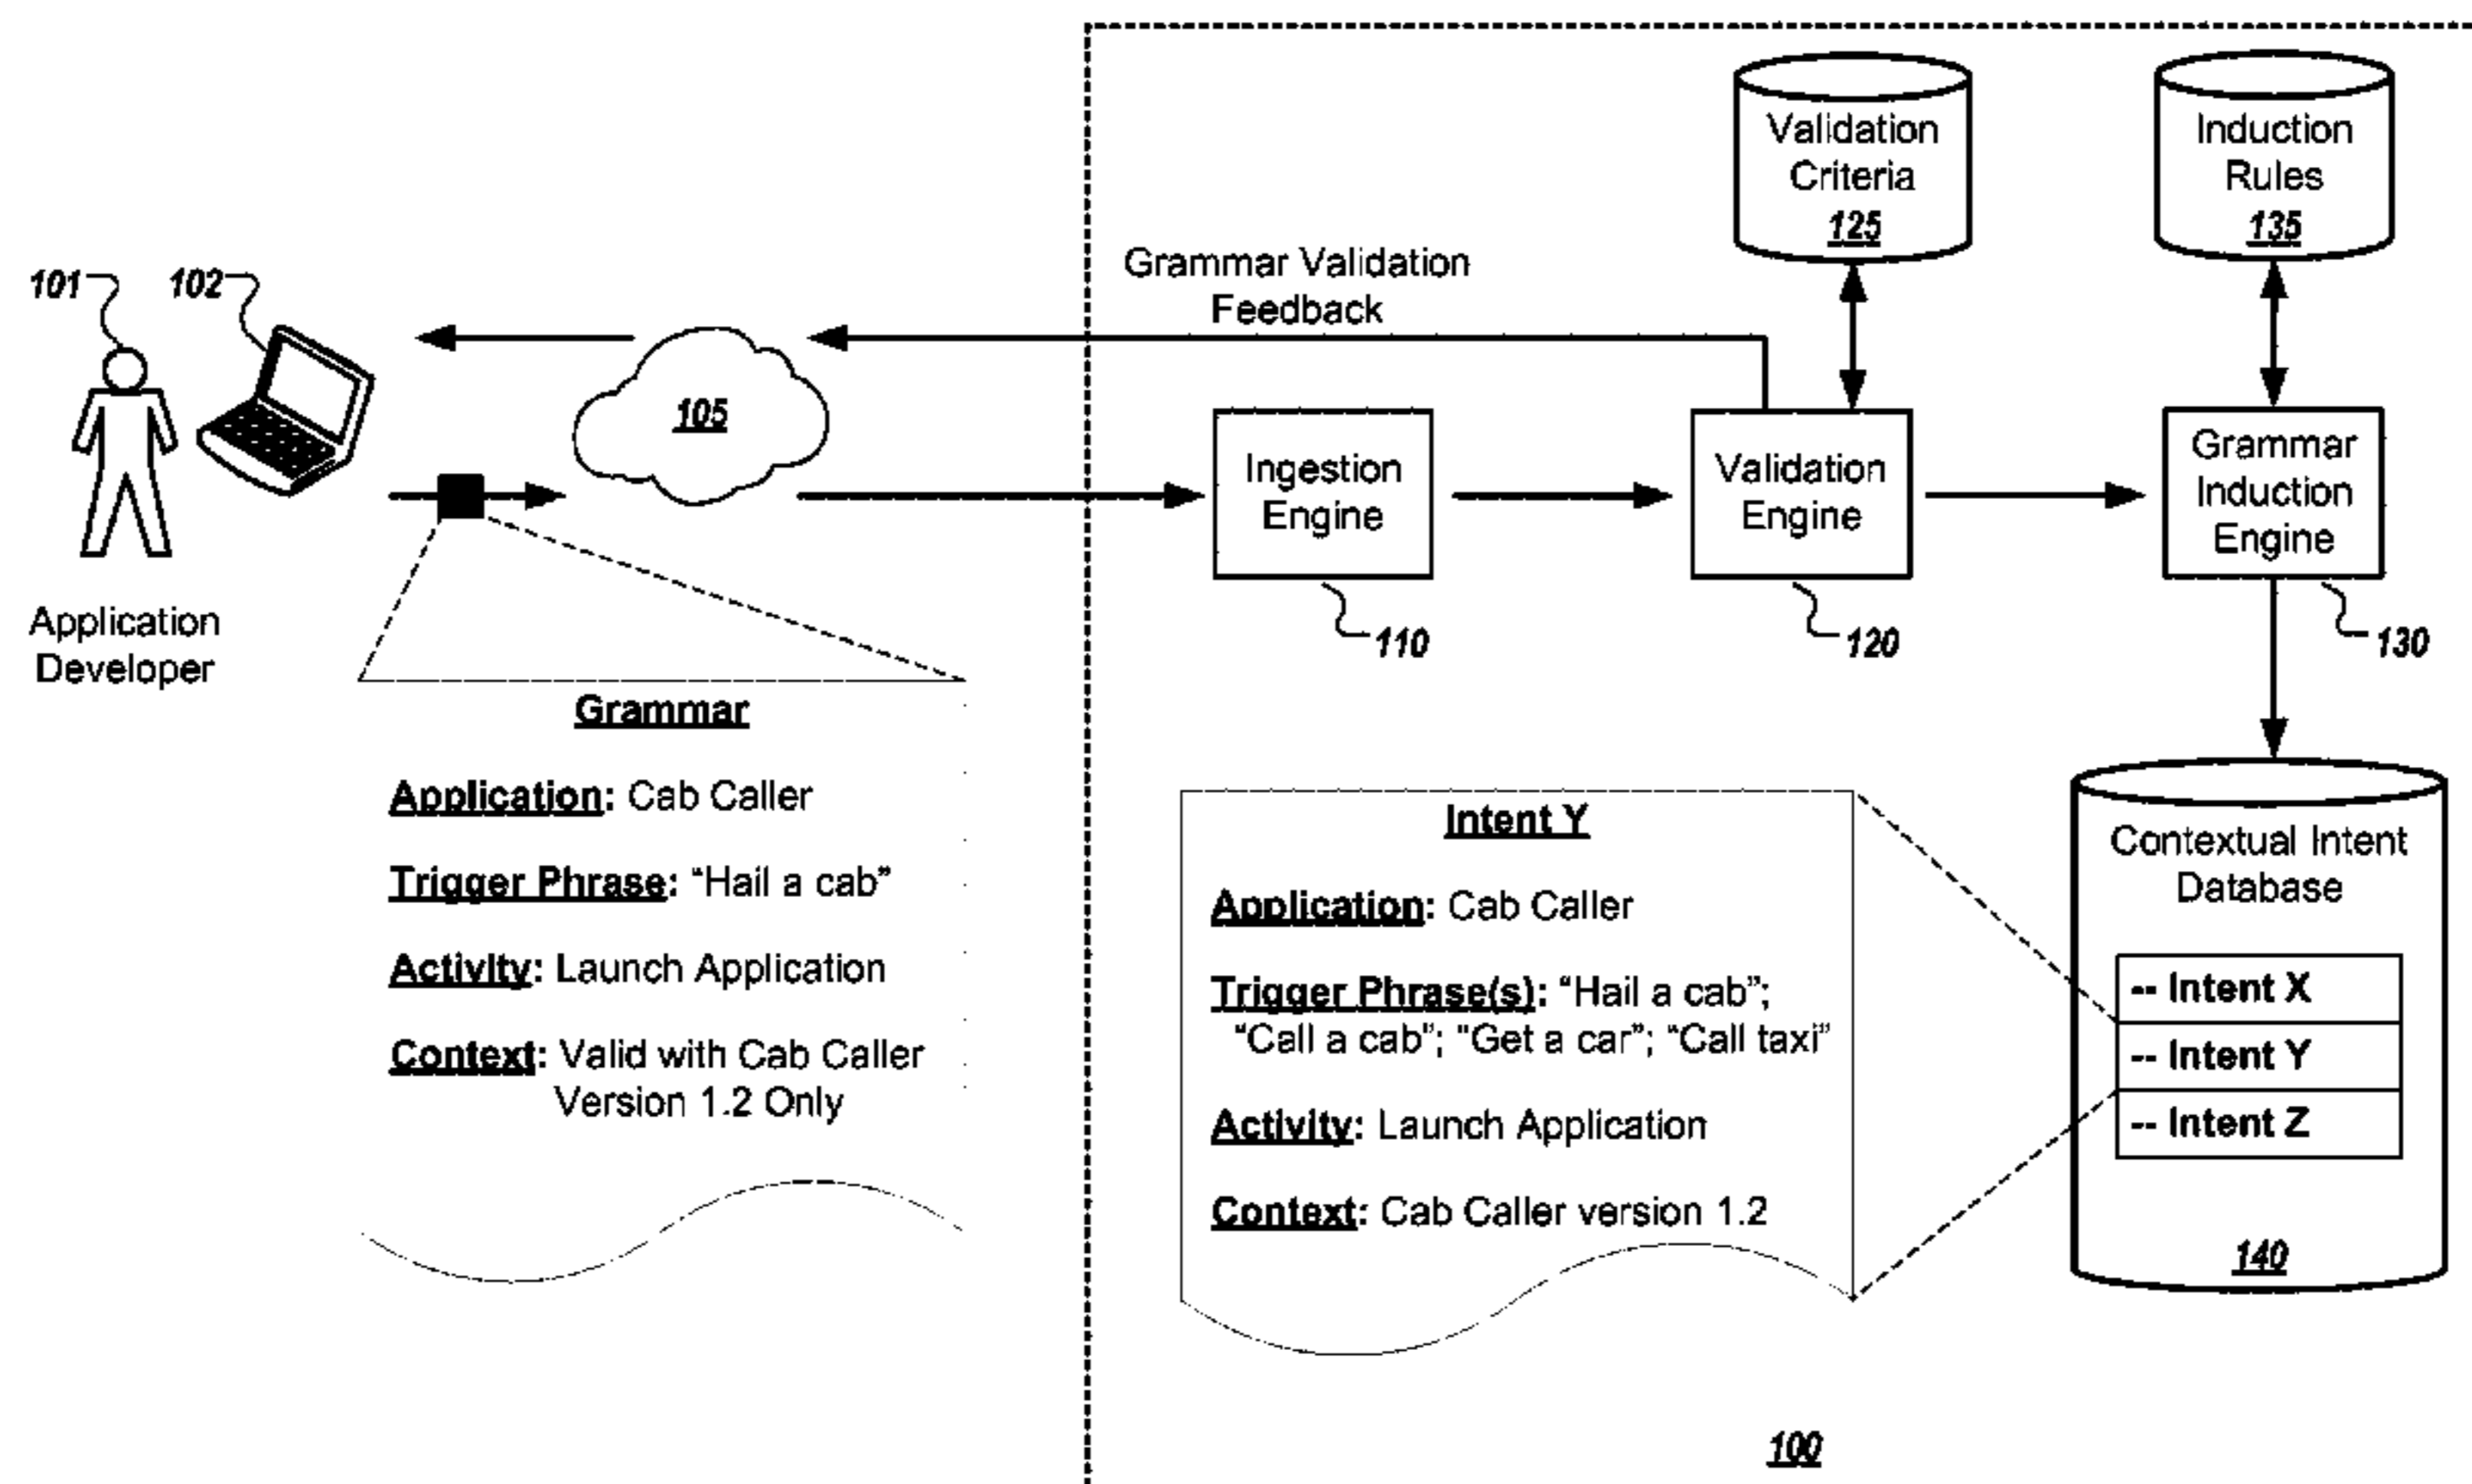 Validation
Criteria
125
Induction
Rules
135
Grammar Validation
Feedback
101
102
105
Ingestion
Engine
110
Validation
Engine
120
Grammar
Induction
Engine
130
Application
Developer
Grammar
Application: Cab Caller
Trigger Phrase: “Hail a cab”
Activity: Launch Application
Context: Valid with Cab Caller
Version 1.2 Only
Intent Y
Application: Cab Caller
Trigger Phrase(s): “Hail a cab”;
“Call a cab”; “Get a car”; “Call taxi”
Activity: Launch Application
Context: Cab Caller version 1.2
Contextual Intent
Database
-- Intent X
-- Intent Y
-- Intent Z
140
100